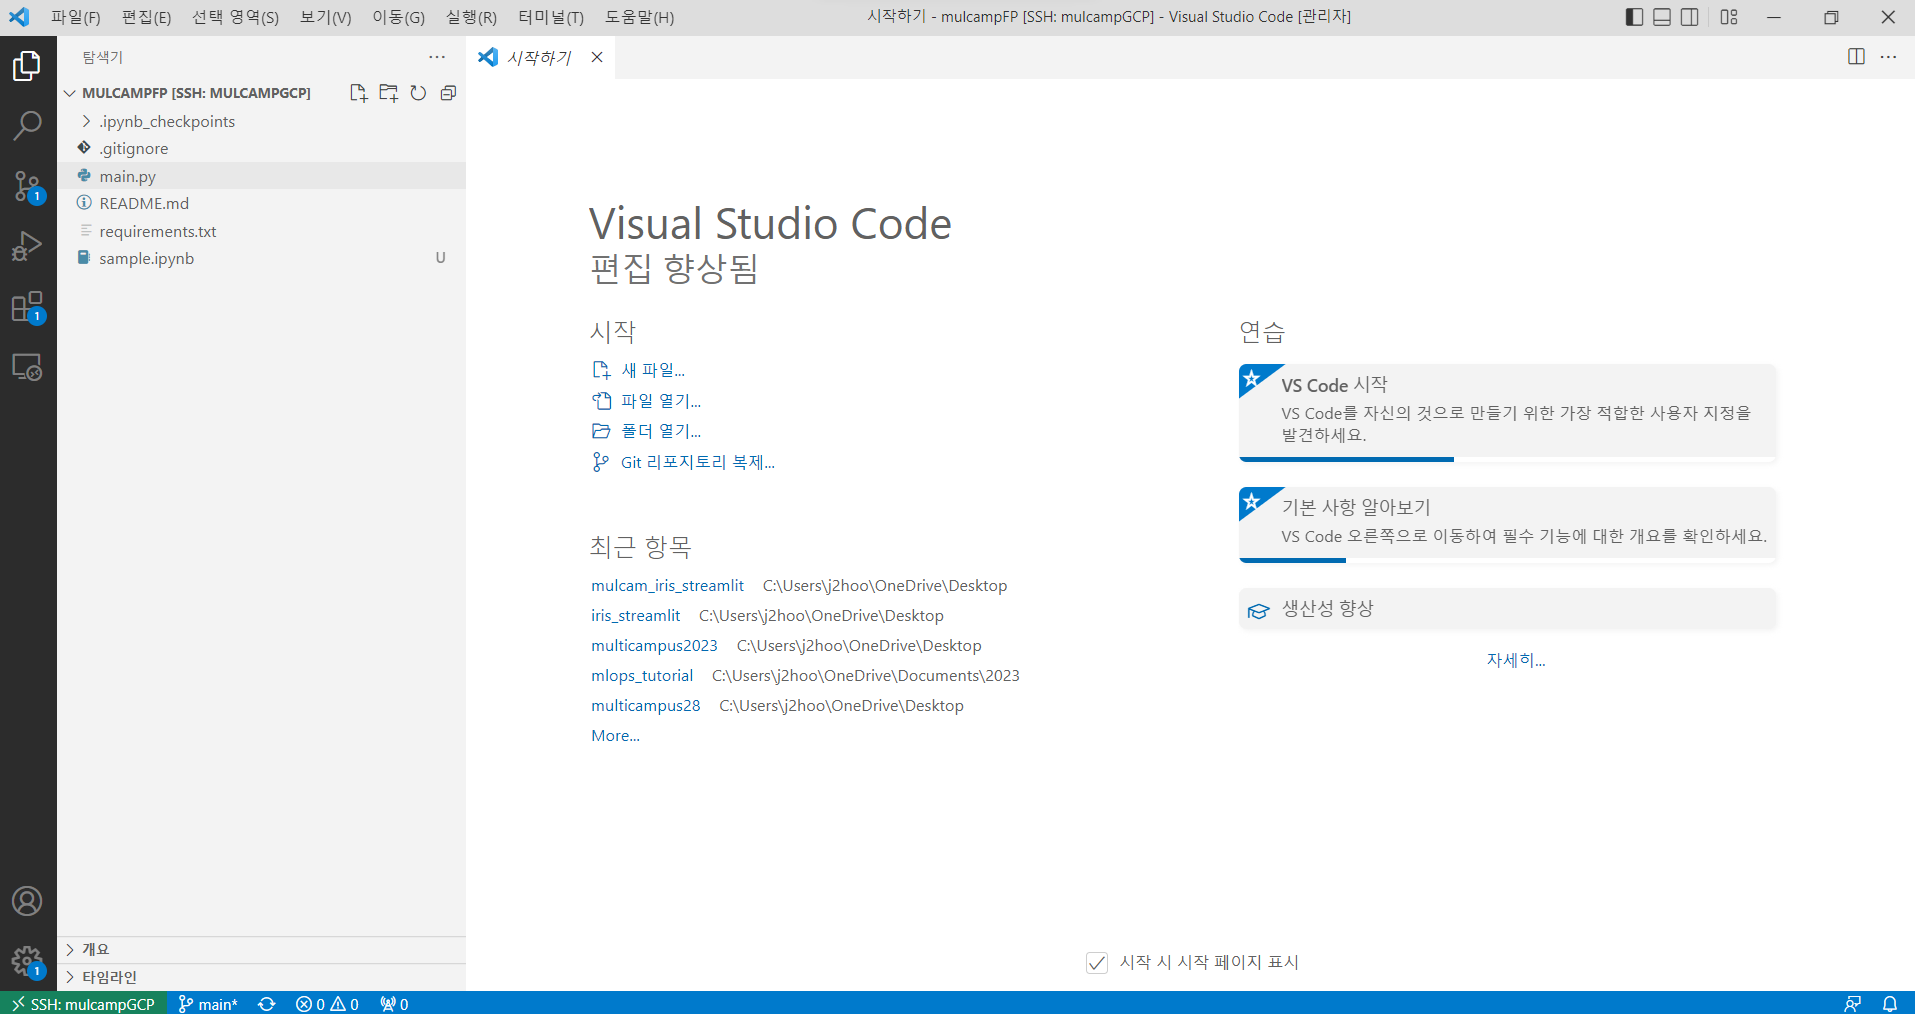 파일(F) 편집(E) 선택 영역(S) 보기(V) 이동(G) 실행(R) 터미널(T) 도움말(H) 시작하기 - mulcampFP [SSH: mulcampGCP] - Visual Studio Code [관리자]
탐색기
시작하기
MULCAMPFP [SSH: MULCAMPGCP]
.ipynb_checkpoints
.gitignore
main.py
README.md
requirements.txt
sample.ipynb U
1
1
1
개요
타임라인
Visual Studio Code
편집 향상됨
시작
새 파일...
파일 열기...
폴더 열기...
Git 리포지토리 복제...
최근 항목
mulcam_iris_streamlit C:\Users\j2hoo\OneDrive\Desktop
iris_streamlit C:\Users\j2hoo\OneDrive\Desktop
multicampus2023 C:\Users\j2hoo\OneDrive\Desktop
mlops_tutorial C:\Users\j2hoo\OneDrive\Documents\2023
multicampus28 C:\Users\j2hoo\OneDrive\Desktop
More...
연습
VS Code 시작
VS Code를 자신의 것으로 만들기 위한 가장 적합한 사용자 지정을
발견하세요.
기본 사항 알아보기
VS Code 오른쪽으로 이동하여 필수 기능에 대한 개요를 확인하세요.
생산성 향상
자세히...
시작 시 시작 페이지 표시
SSH: mulcampGCP main* 0 0 0